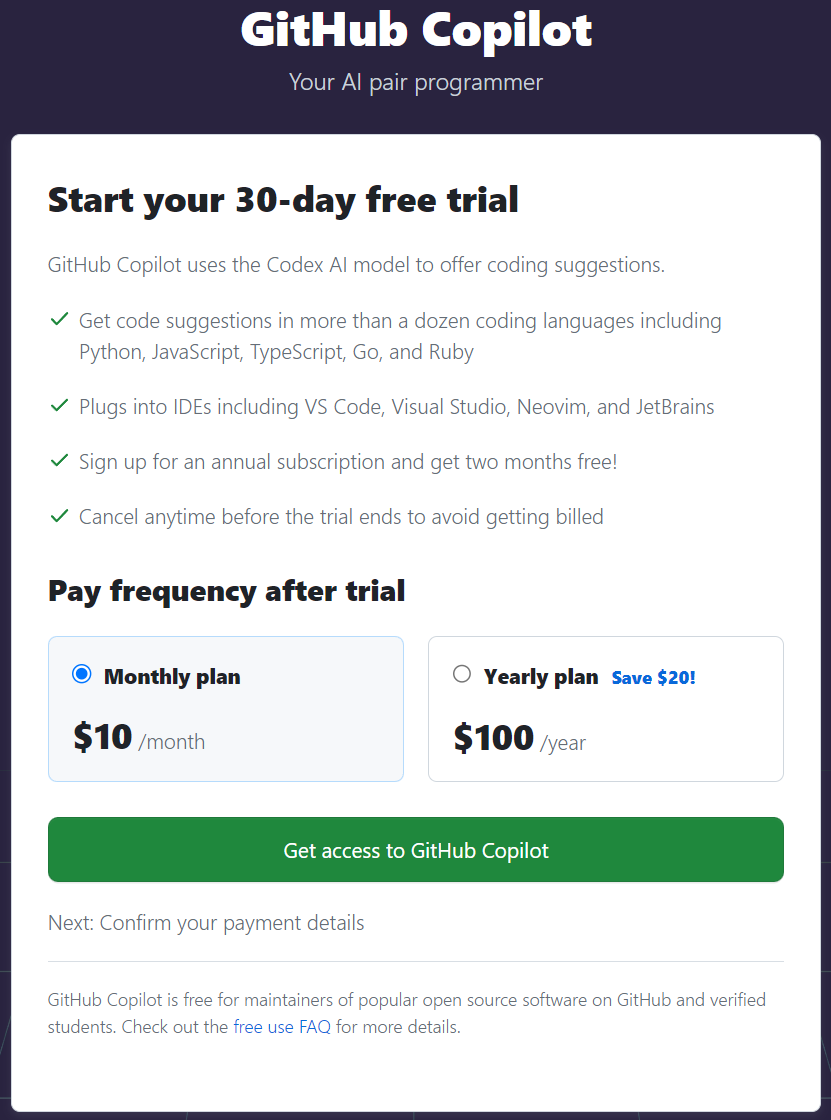 GitHub Copilot
Your AI pair programmer
Start your 30-day free trial
GitHub Copilot uses the Codex AI model to offer coding suggestions.
Get code suggestions in more than a dozen coding languages including
Python, JavaScript, TypeScript, Go, and Ruby
Plugs into IDEs including VS Code, Visual Studio, Neovim, and JetBrains
Sign up for an annual subscription and get two months free!
Cancel anytime before the trial ends to avoid getting billed
Pay frequency after trial
Monthly plan
$10 /month
Yearly plan Save $20!
$100 /year
Get access to GitHub Copilot
Next: Confirm your payment details
GitHub Copilot is free for maintainers of popular open source software on GitHub and verified
students. Check out the free use FAQ for more details.